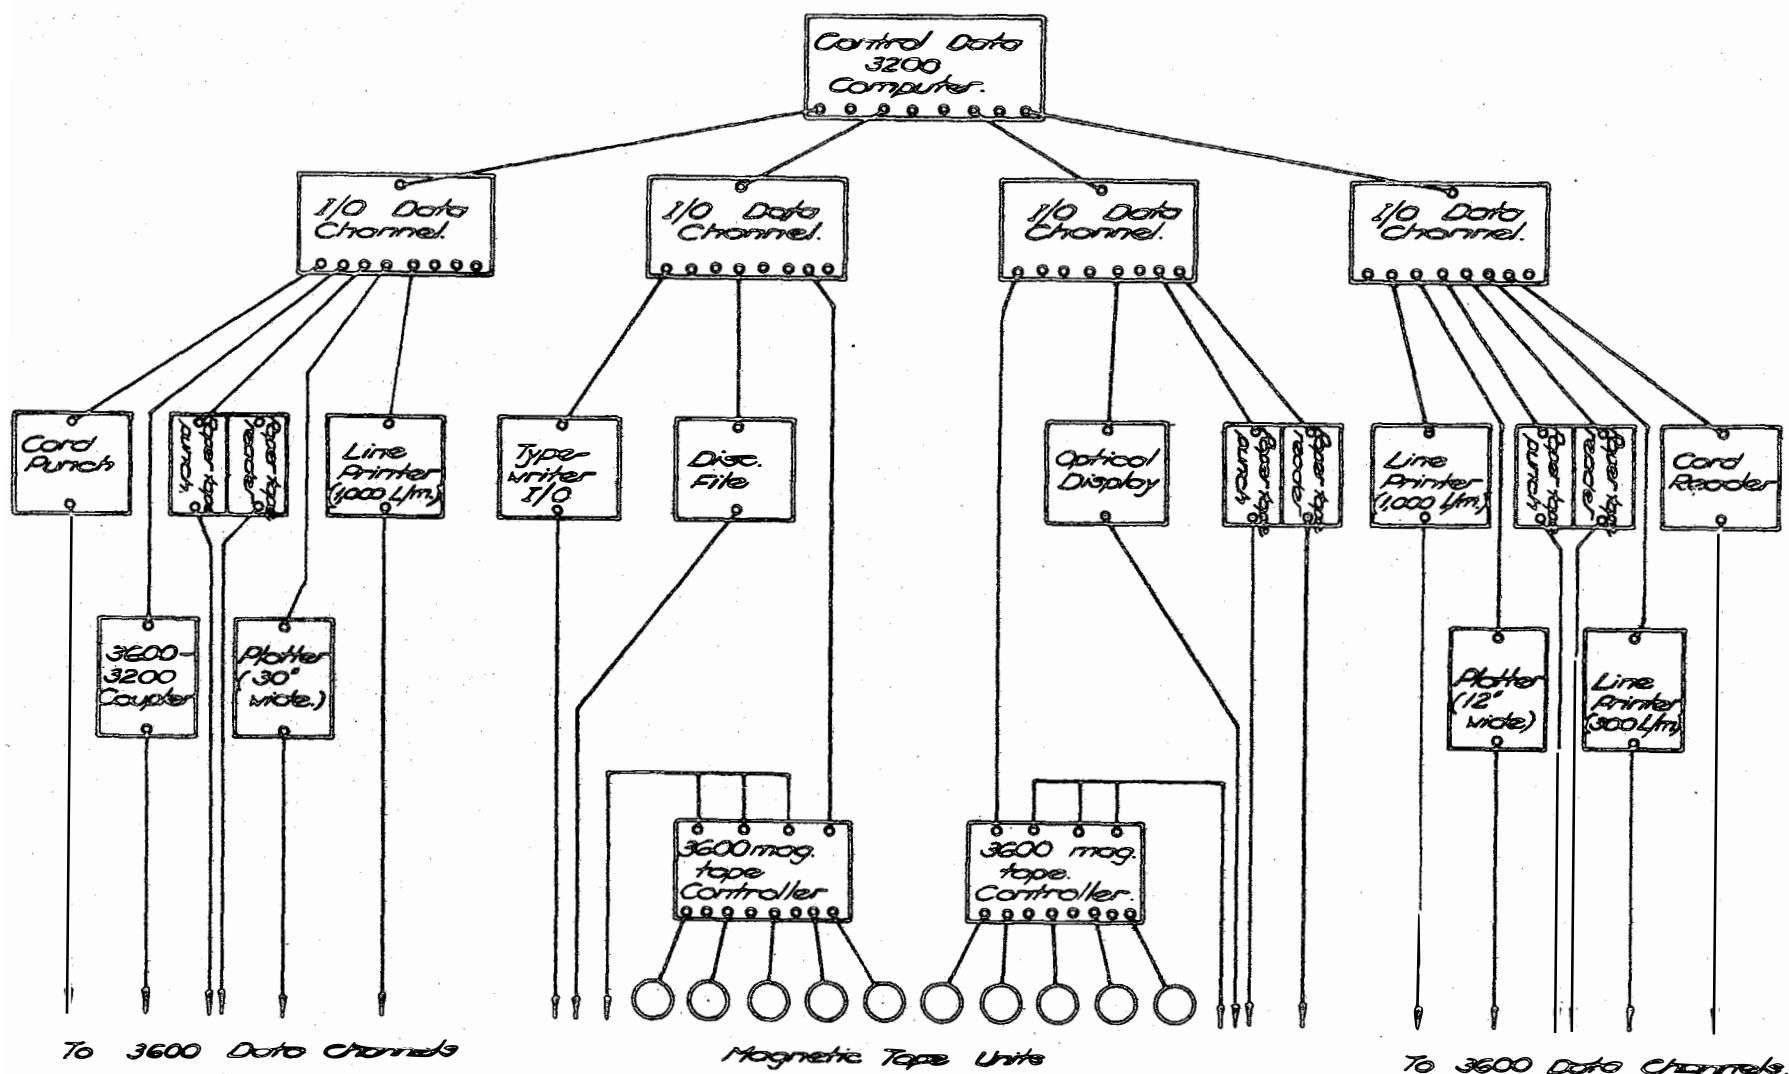 Control Data
3200
Computer.
I/O Data
Channel.
I/O Data
Channel.
I/O Data
Channel.
I/O Data
Channel.
Card
Punch
Paper tape
punch.
Paper tape
reader
Line
Printer
(1,000 L/m.)
Type-
writer
I/O
Disc.
File
Optical
Display
Paper tape
punch
Paper tape
reader
Line
Printer
(1,000 L/m.)
Paper tape
punch
Paper tape
reader
Card
Reader
3600-
3200
Coupler
Plotter
(30"
wide.)
Plotter
(12"
wide)
Line
Printer
(300 L/m)
3600 mag.
tape
Controller
3600 mag.
tape.
Controller.
To 3600 Data Channels
Magnetic Tape Units
To 3600 Data Channels.